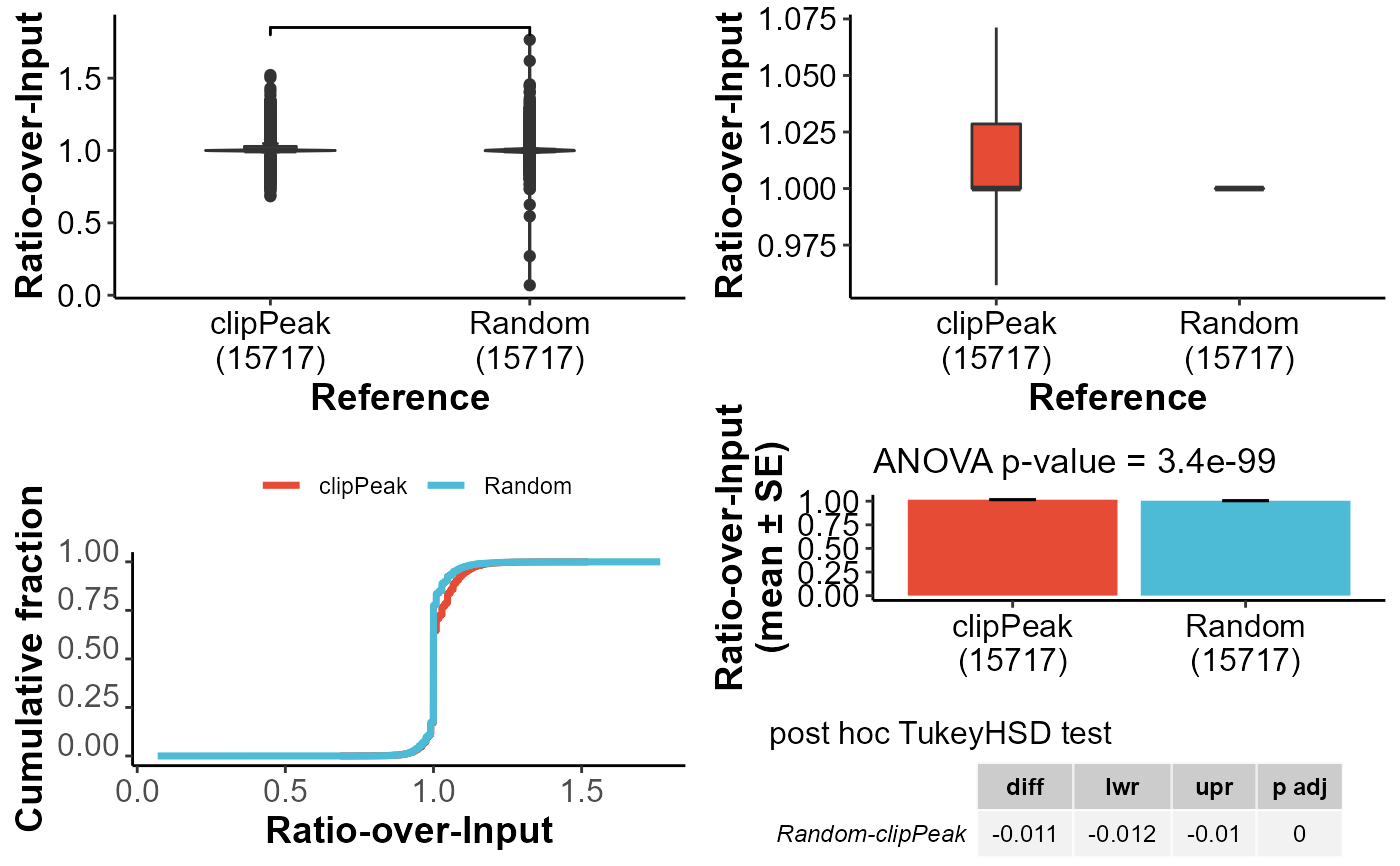 Ratio-over-Input
1.5
1.0
0.5
0.0
clipPeak
(15717)
Random
(15717)
Reference
Ratio-over-Input
1.075
1.050
1.025
1.000
0.975
clipPeak
(15717)
Random
(15717)
Reference
clipPeak
Random
Cumulative fraction
1.00
0.75
0.50
0.25
0.00
0.0
0.5
1.0
1.5
Ratio-over-Input
Ratio-over-Input
(mean ± SE)
ANOVA p-value = 3.4e-99
1.00
0.75
0.50
0.25
0.00
clipPeak
(15717)
Random
(15717)
post hoc TukeyHSD test
diff lwr upr p adj
Random-clipPeak -0.011 -0.012 -0.01 0